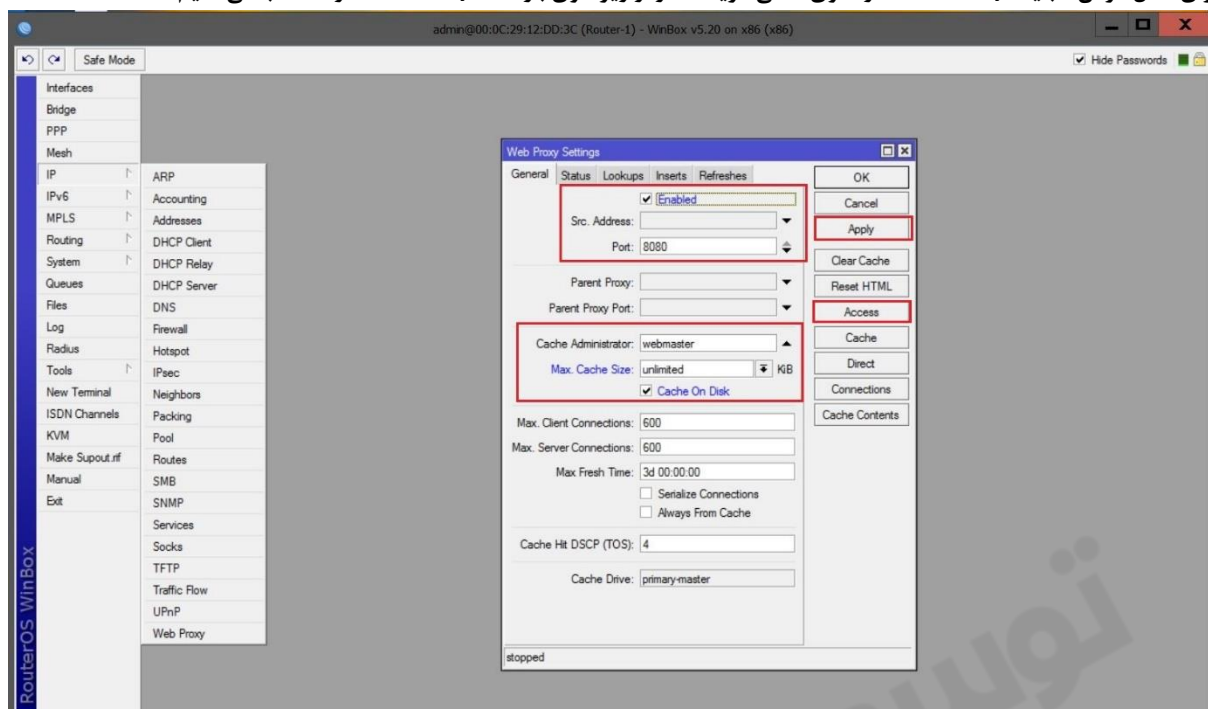 admin@00:0C:29:12:DD:3C (Router-1) - WinBox v5.20 on x86 (x86)
Safe Mode
Hide Passwords
Interfaces
Bridge
PPP
Mesh
IP
IPv6
MPLS
Routing
System
Queues
Files
Log
Radius
Tools
New Terminal
ISDN Channels
KVM
Make Supout.rif
Manual
Exit
RouterOS WinBox
ARP
Accounting
Addresses
DHCP Client
DHCP Relay
DHCP Server
DNS
Firewall
Hotspot
IPsec
Neighbors
Packing
Pool
Routes
SMB
SNMP
Services
Socks
TFTP
Traffic Flow
UPnP
Web Proxy
Web Proxy Settings
General Status Lookups Inserts Refreshes
Enabled
Src. Address:
Port: 8080
Parent Proxy:
Parent Proxy Port:
Cache Administrator: webmaster
Max. Cache Size: unlimited KiB
Cache On Disk
Max. Client Connections: 600
Max. Server Connections: 600
Max Fresh Time: 3d 00:00:00
Serialize Connections
Always From Cache
Cache Hit DSCP (TOS): 4
Cache Drive: primary-master
stopped
OK
Cancel
Apply
Clear Cache
Reset HTML
Access
Cache
Direct
Connections
Cache Contents